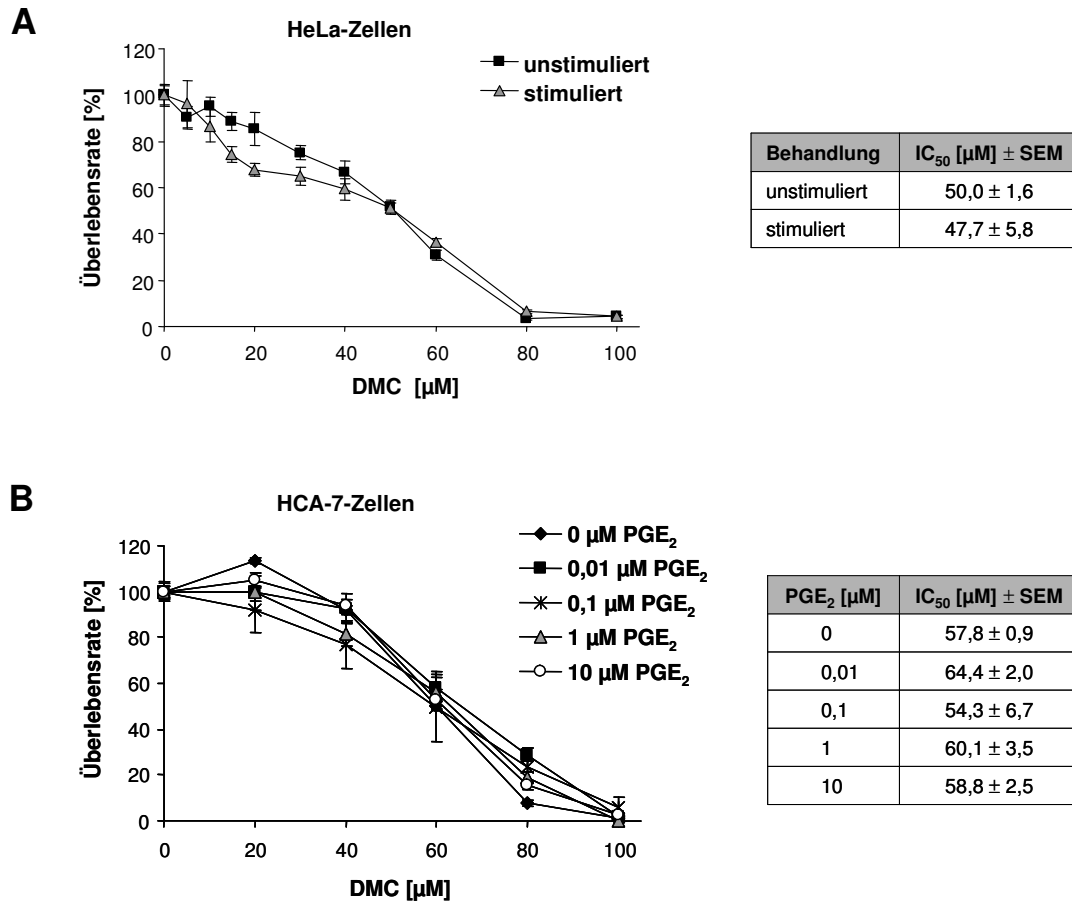 A
HeLa-Zellen
unstimuliert
stimuliert
Überlebensrate [%]
120
100
80
60
40
20
0
0 20 40 60 80 100
DMC [µM]
Behandlung IC50 [µM] ± SEM
unstimuliert 50,0 ± 1,6
stimuliert 47,7 ± 5,8
B
HCA-7-Zellen
0 µM PGE2
0,01 µM PGE2
0,1 µM PGE2
1 µM PGE2
10 µM PGE2
Überlebensrate [%]
120
100
80
60
40
20
0
0 20 40 60 80 100
DMC [µM]
PGE2 [µM] IC50 [µM] ± SEM
0 57,8 ± 0,9
0,01 64,4 ± 2,0
0,1 54,3 ± 6,7
1 60,1 ± 3,5
10 58,8 ± 2,5